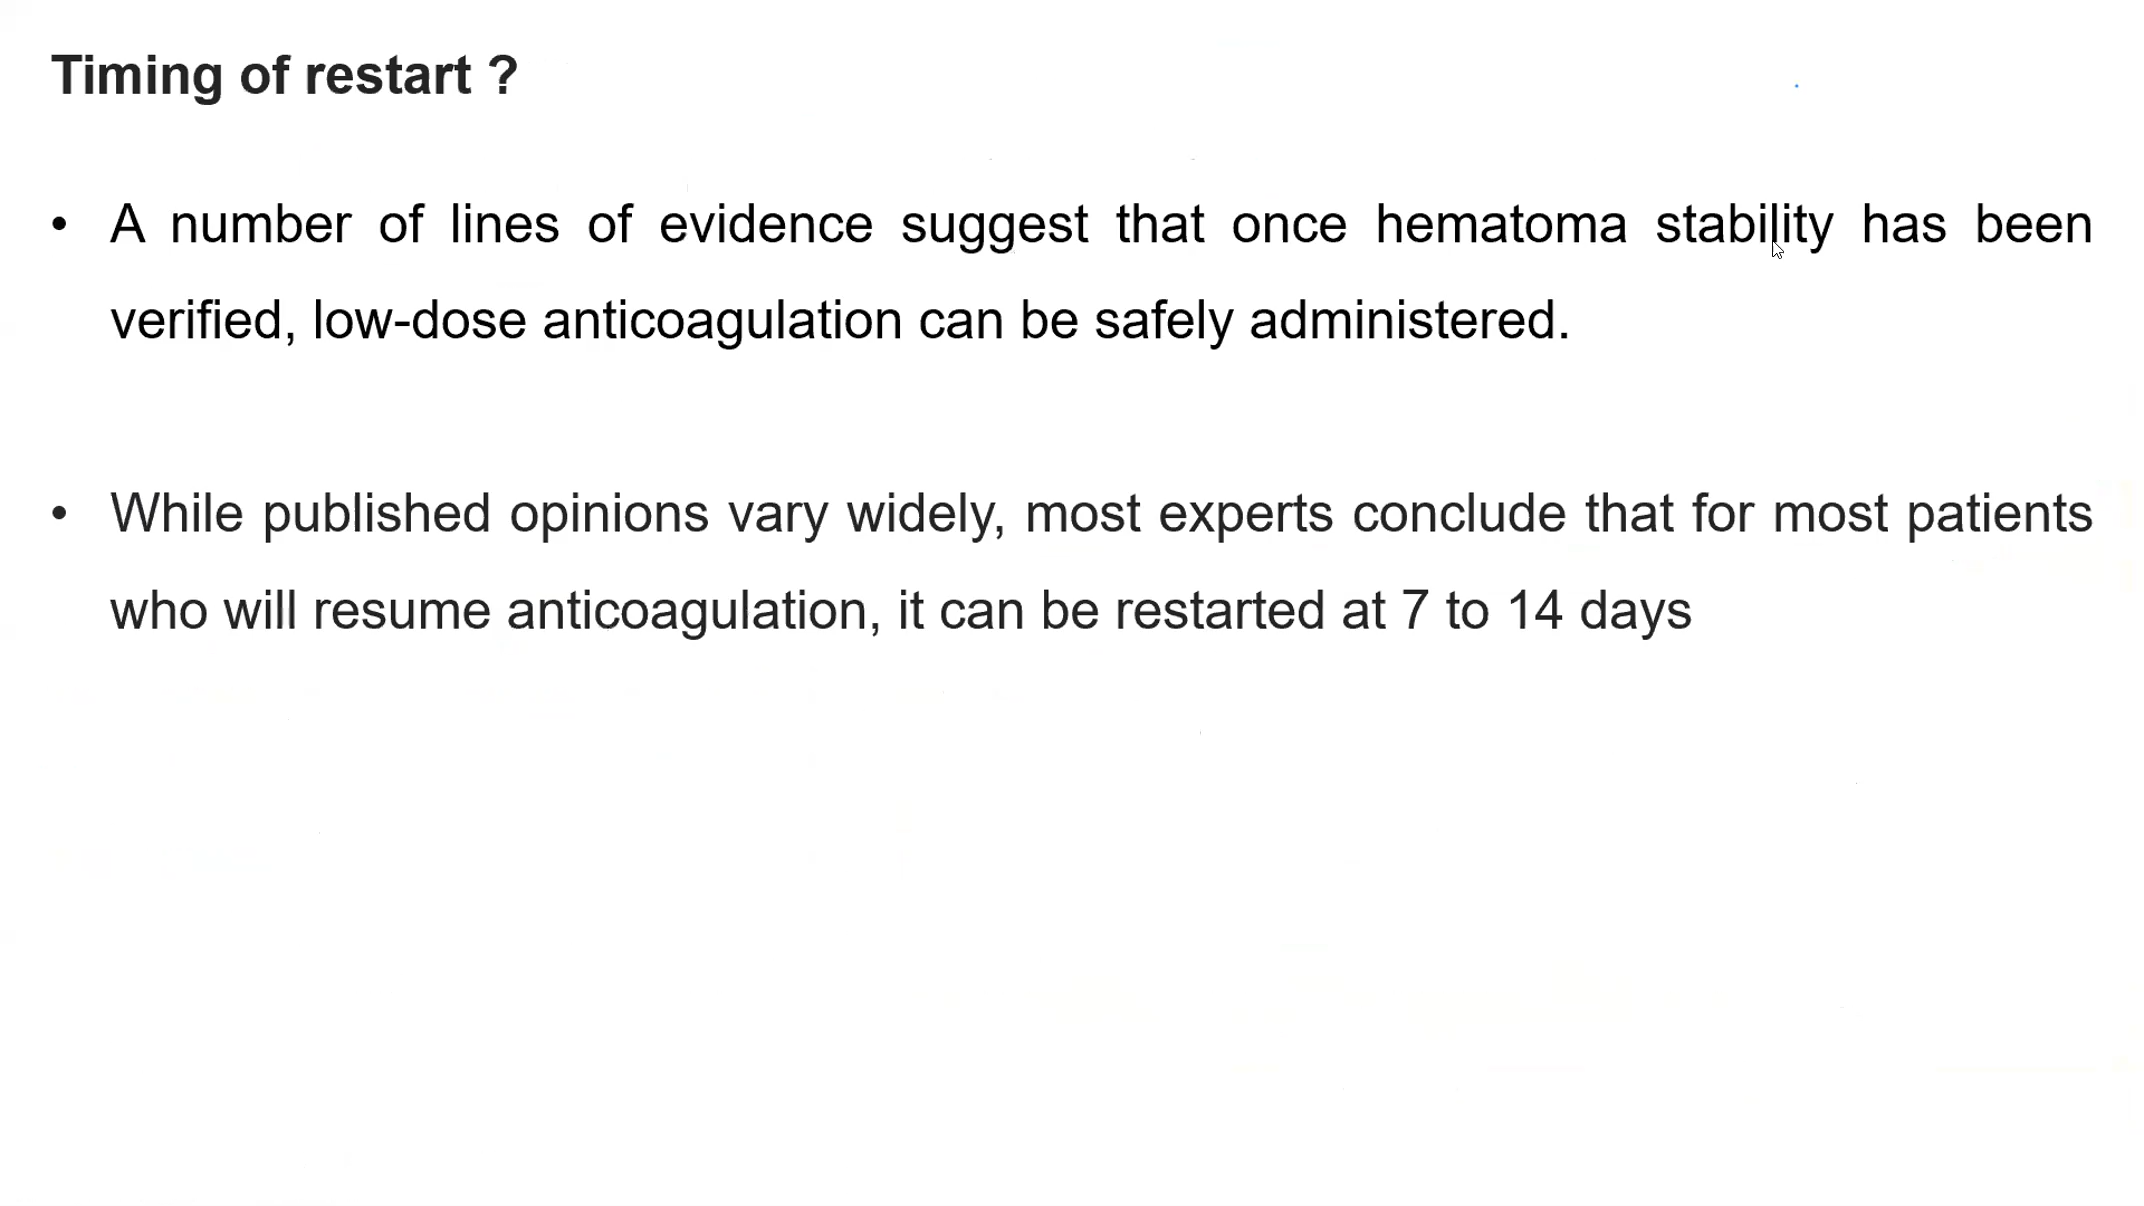 Timing of restart ?
• A number of lines of evidence suggest that once hematoma stability has been
verified, low-dose anticoagulation can be safely administered.
• While published opinions vary widely, most experts conclude that for most patients
who will resume anticoagulation, it can be restarted at 7 to 14 days